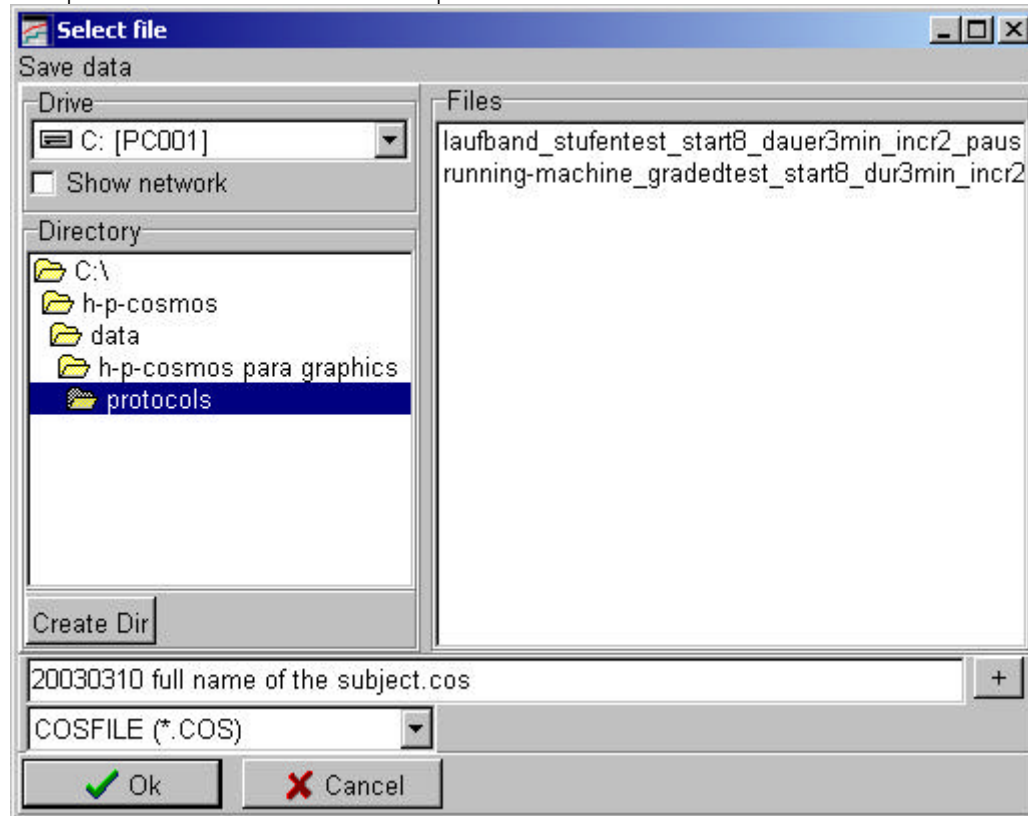 Select file
Save data
Drive
C: [PC001]
Show network
Directory
C:\
h-p-cosmos
data
h-p-cosmos para graphics
protocols
Create Dir
Files
laufband_stufentest_start8_dauer3min_incr2_paus
running-machine_gradedtest_start8_dur3min_incr2
20030310 full name of the subject.cos
+
COSFILE (*.COS)
Ok
Cancel